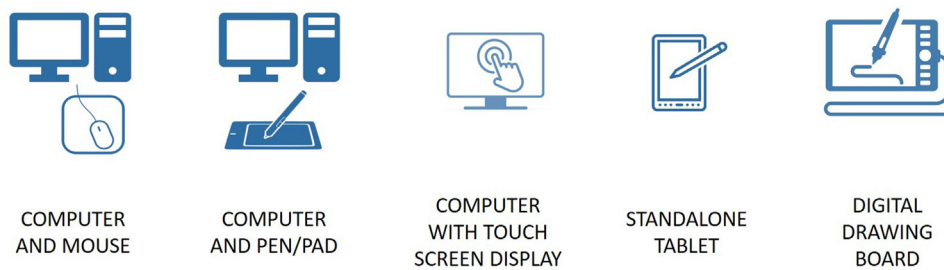 COMPUTER
AND MOUSE
COMPUTER
AND PEN/PAD
COMPUTER
WITH TOUCH
SCREEN DISPLAY
STANDALONE
TABLET
DIGITAL
DRAWING
BOARD